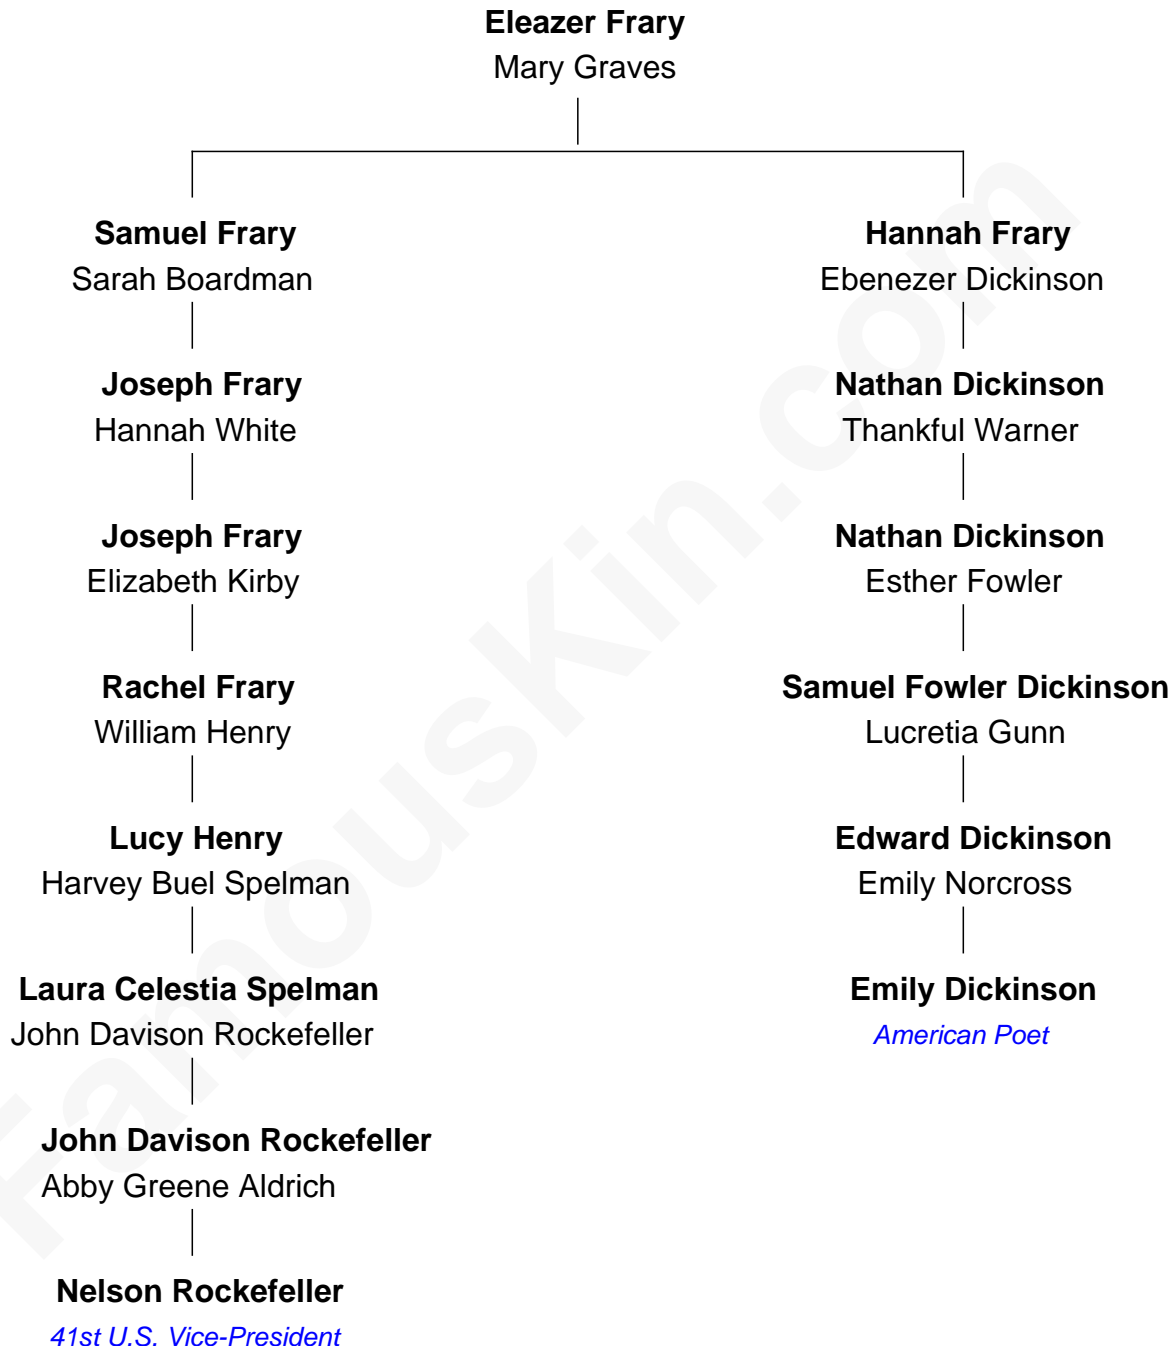 Eleazer Frary
Mary Graves
Samuel Frary
Sarah Boardman
Joseph Frary
Hannah White
Joseph Frary
Elizabeth Kirby
Rachel Frary
William Henry
Lucy Henry
Harvey Buel Spelman
Laura Celestia Spelman
John Davison Rockefeller
John Davison Rockefeller
Abby Greene Aldrich
Nelson Rockefeller
41st U.S. Vice-President
Hannah Frary
Ebenezer Dickinson
Nathan Dickinson
Thankful Warner
Nathan Dickinson
Esther Fowler
Samuel Fowler Dickinson
Lucretia Gunn
Edward Dickinson
Emily Norcross
Emily Dickinson
American Poet
FamousKin.com